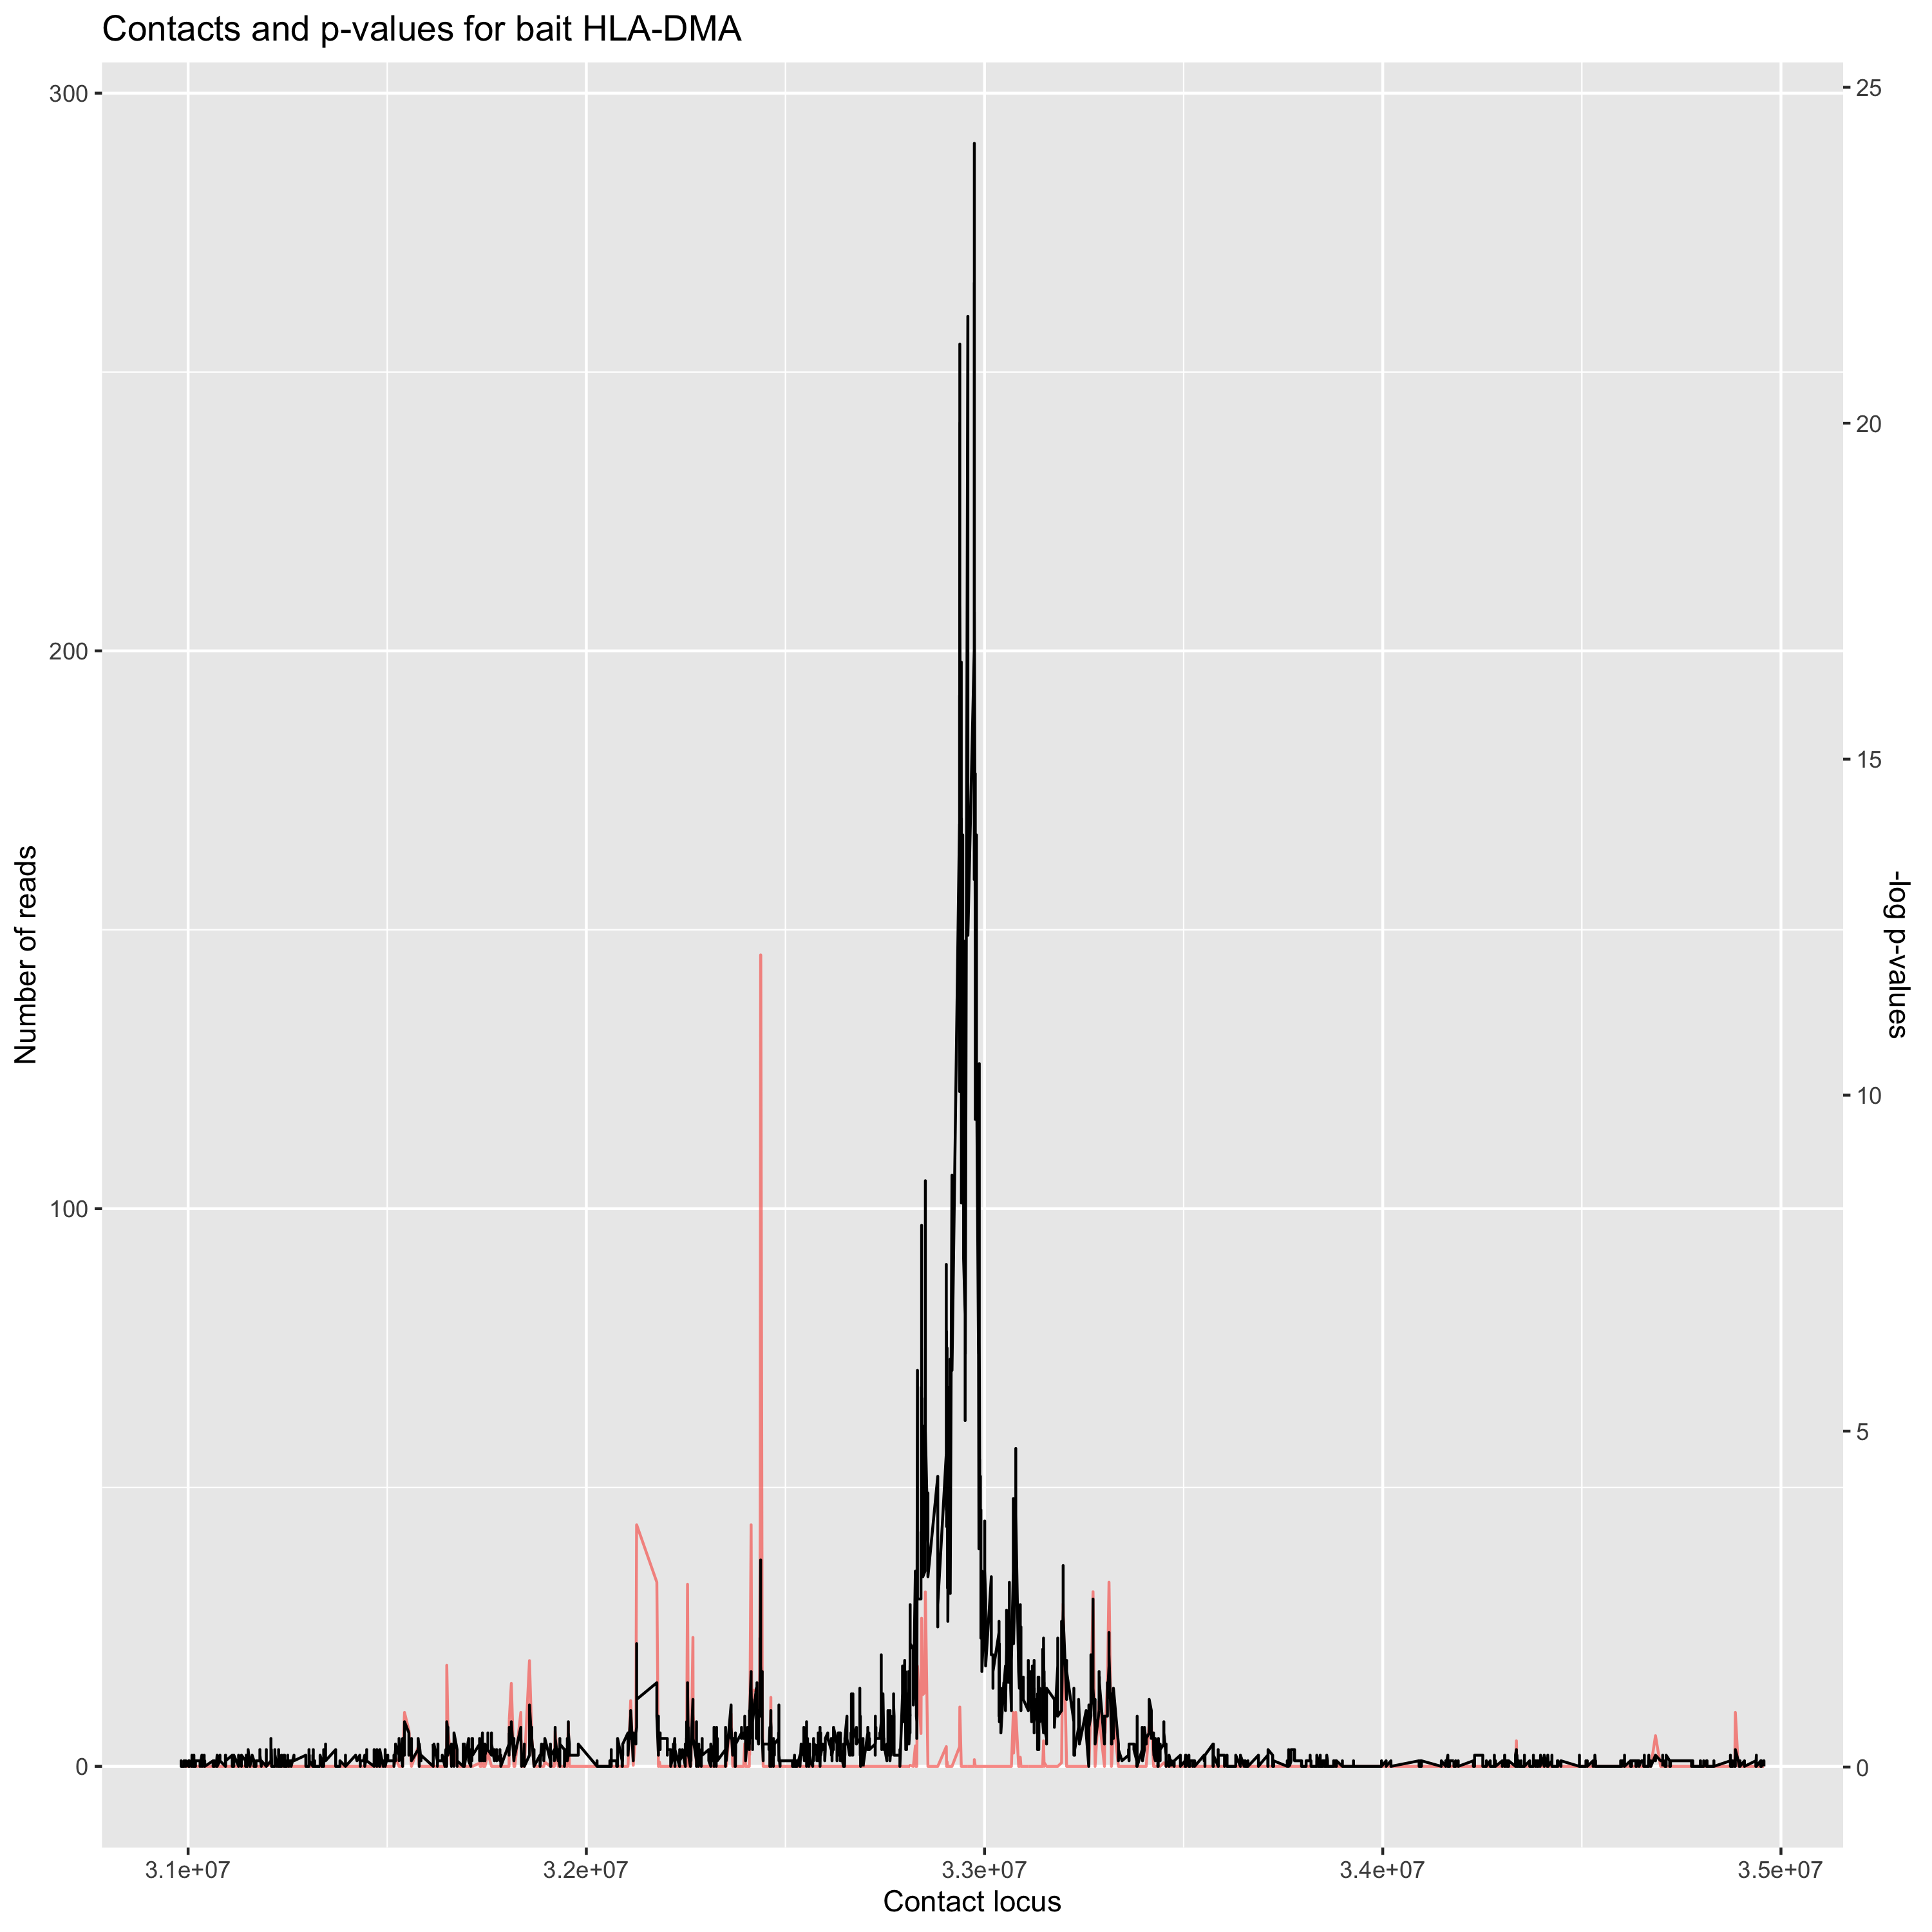 Contacts and p-values for bait HLA-DMA
300
200
100
0
Number of reads
25
20
15
10
5
0
-log p-values
3.1e+07
3.2e+07
3.3e+07
3.4e+07
3.5e+07
Contact locus